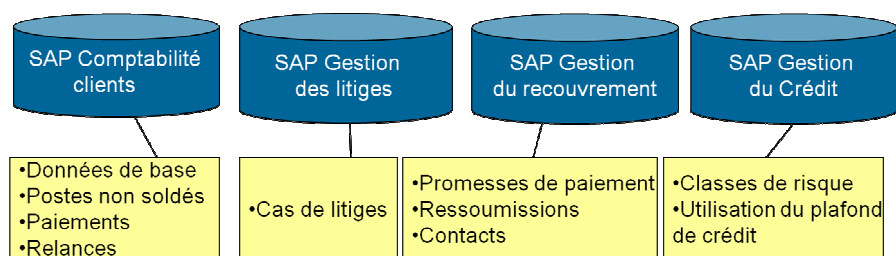 SAP Comptabilité
clients
SAP Gestion
des litiges
SAP Gestion
du recouvrement
SAP Gestion
du Crédit
•Données de base
•Postes non soldés
•Paiements
•Relances
•Cas de litiges
•Promesses de paiement
•Ressoumissions
•Contacts
•Classes de risque
•Utilisation du plafond
de crédit